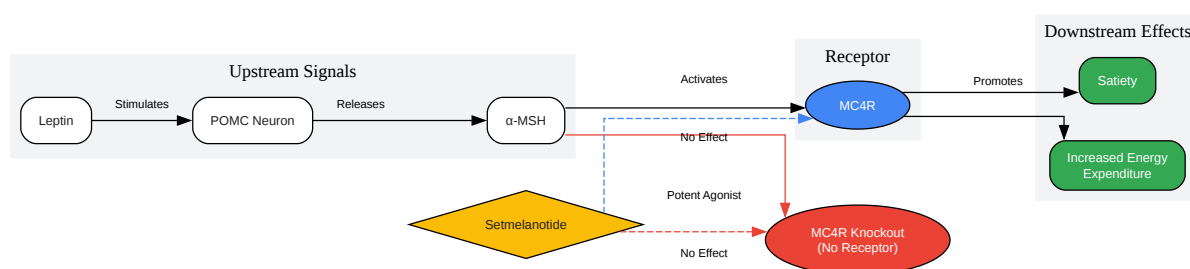 Downstream Effects
Upstream Signals
Receptor
Leptin
Stimulates
POMC Neuron
Releases
α-MSH
Activates
MC4R
Promotes
Satiety
No Effect
Increased Energy
Expenditure
Potent Agonist
Setmelanotide
MC4R Knockout
(No Receptor)
No Effect